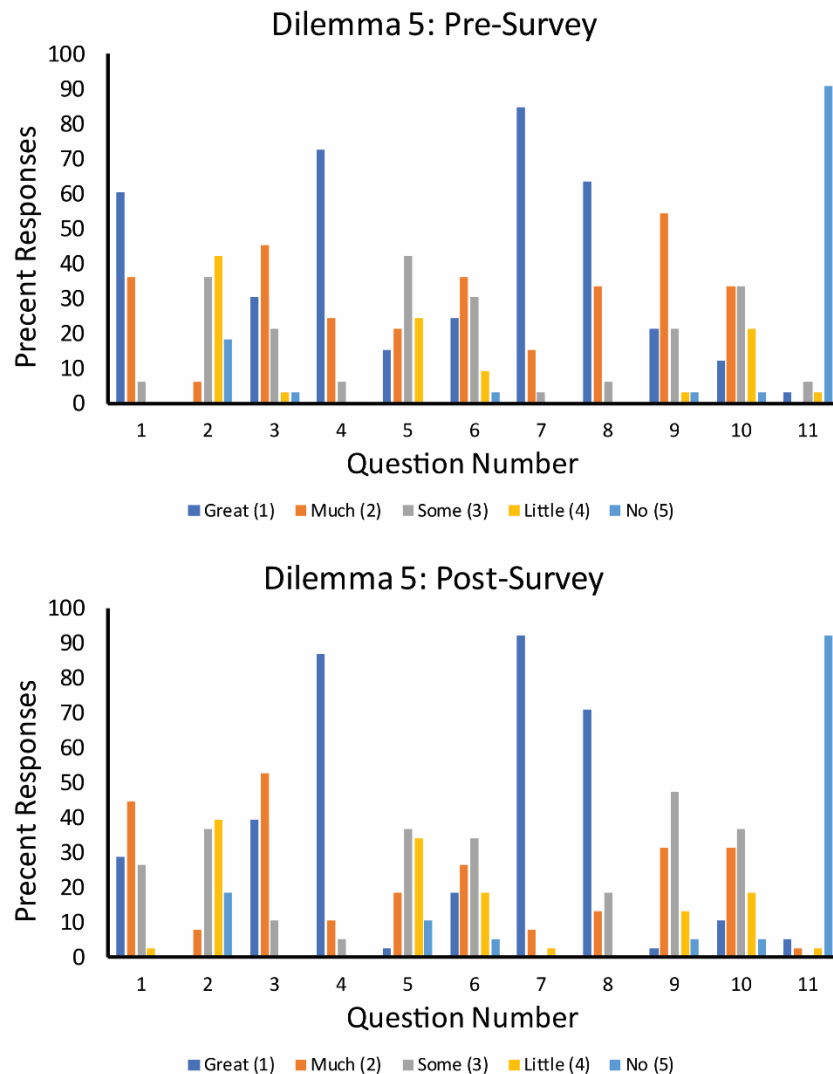 Dilemma 5: Pre-Survey
100
90
80
70
60
50
40
30
20
10
0
Precent Responses
1 2 3 4 5 6 7 8 9 10 11
Question Number
Great (1) Much (2) Some (3) Little (4) No (5)
Dilemma 5: Post-Survey
100
90
80
70
60
50
40
30
20
10
0
Precent Responses
1 2 3 4 5 6 7 8 9 10 11
Question Number
Great (1) Much (2) Some (3) Little (4) No (5)